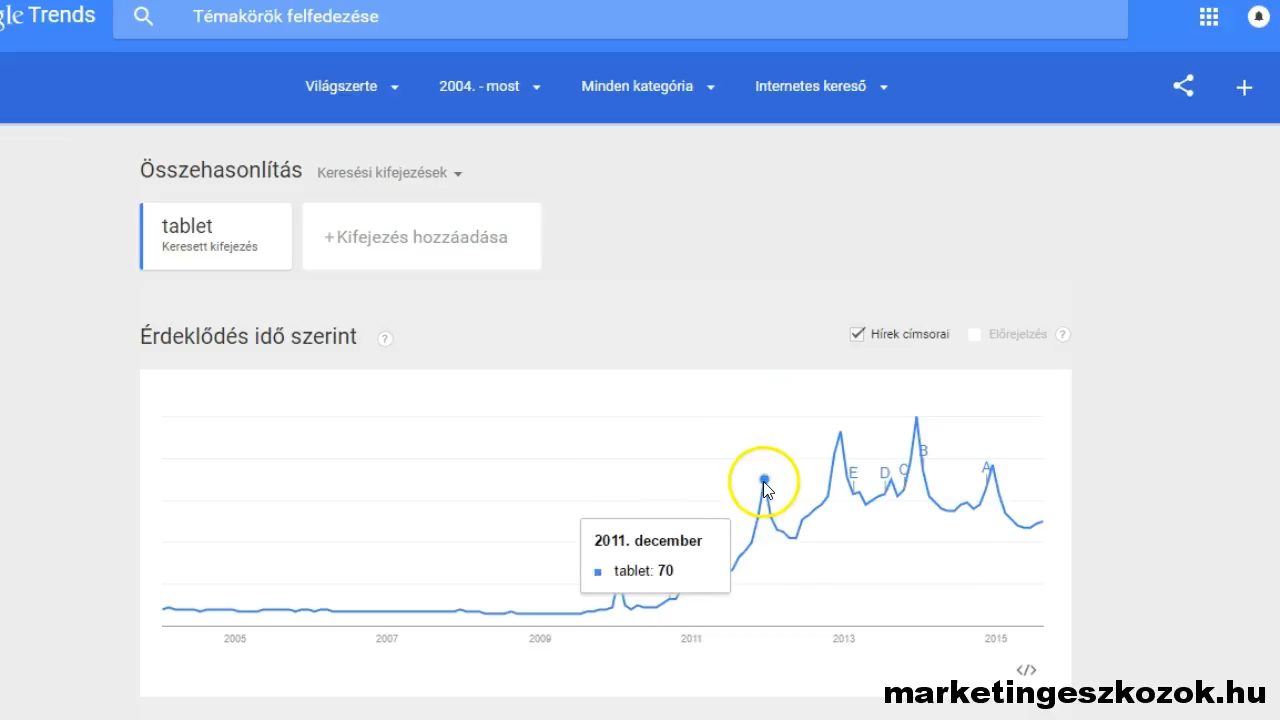 gle Trends
Témakörök felfedezése
Világszerte
2004. - most
Minden kategória
Internetes kereső
Összehasonlítás
Keresési kifejezések
tablet
Keresett kifejezés
+Kifejezés hozzáadása
Érdeklődés idő szerint
?
Hírek címsorai
Előrejelzés
?
B
E
D
C
A
2011. december
tablet: 70
2005
2007
2009
2011
2013
2015
</>
marketingeszkozok.hu